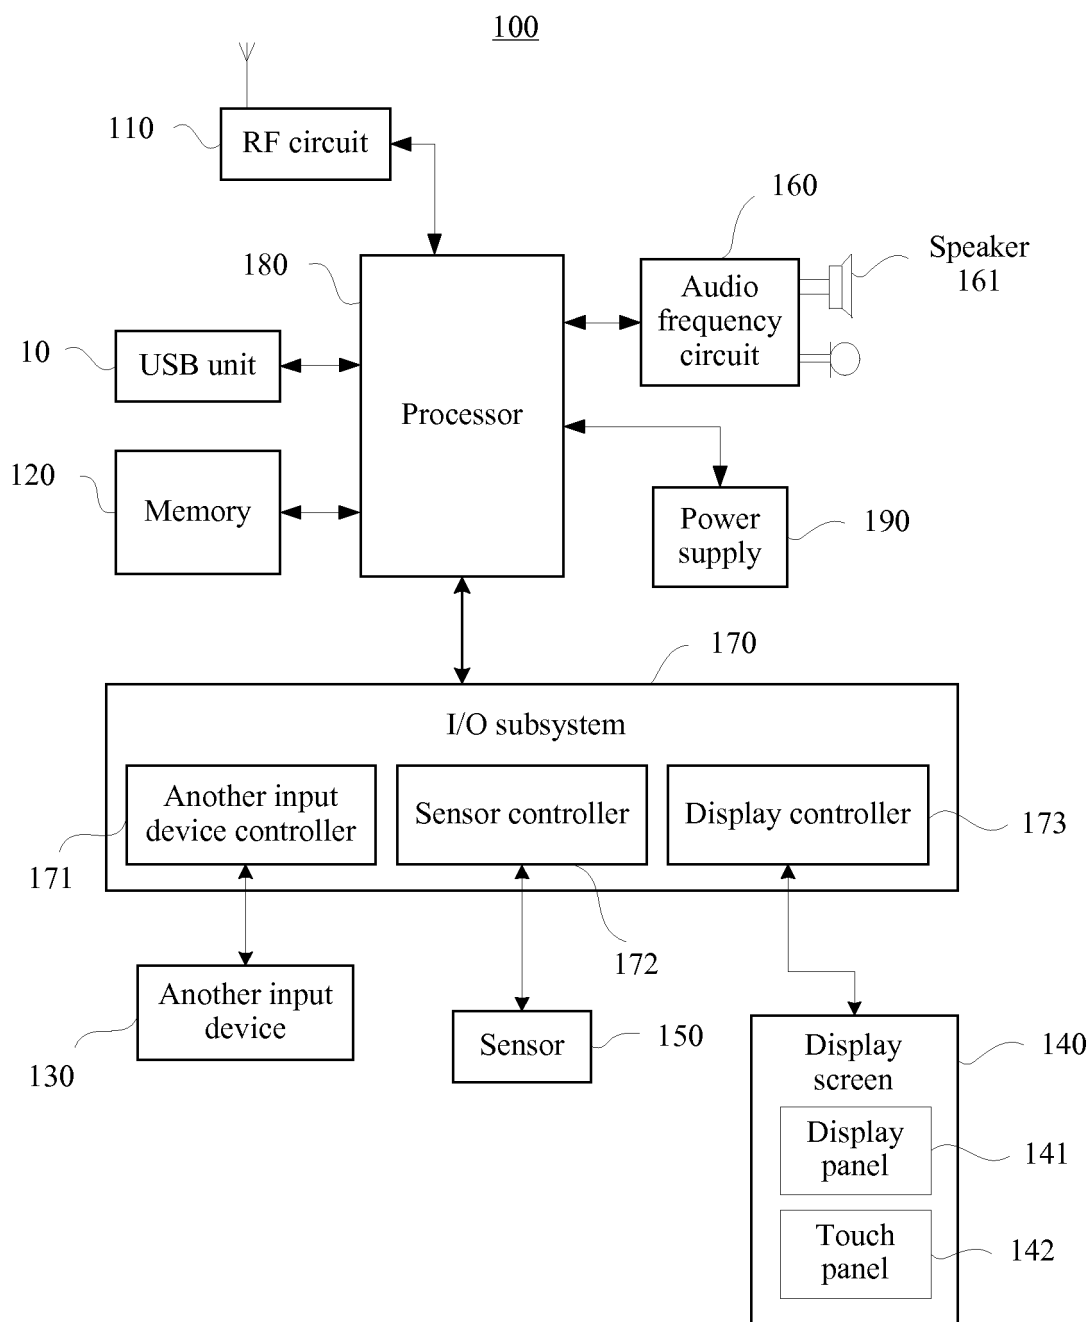 100
110
RF circuit
160
180
Audio
frequency
circuit
Speaker
161
10
USB unit
Processor
120
Memory
Power
supply
190
170
I/O subsystem
Another input
device controller
Sensor controller
Display controller
173
171
172
Another input
device
130
Sensor
150
Display
screen
140
Display
panel
141
Touch
panel
142